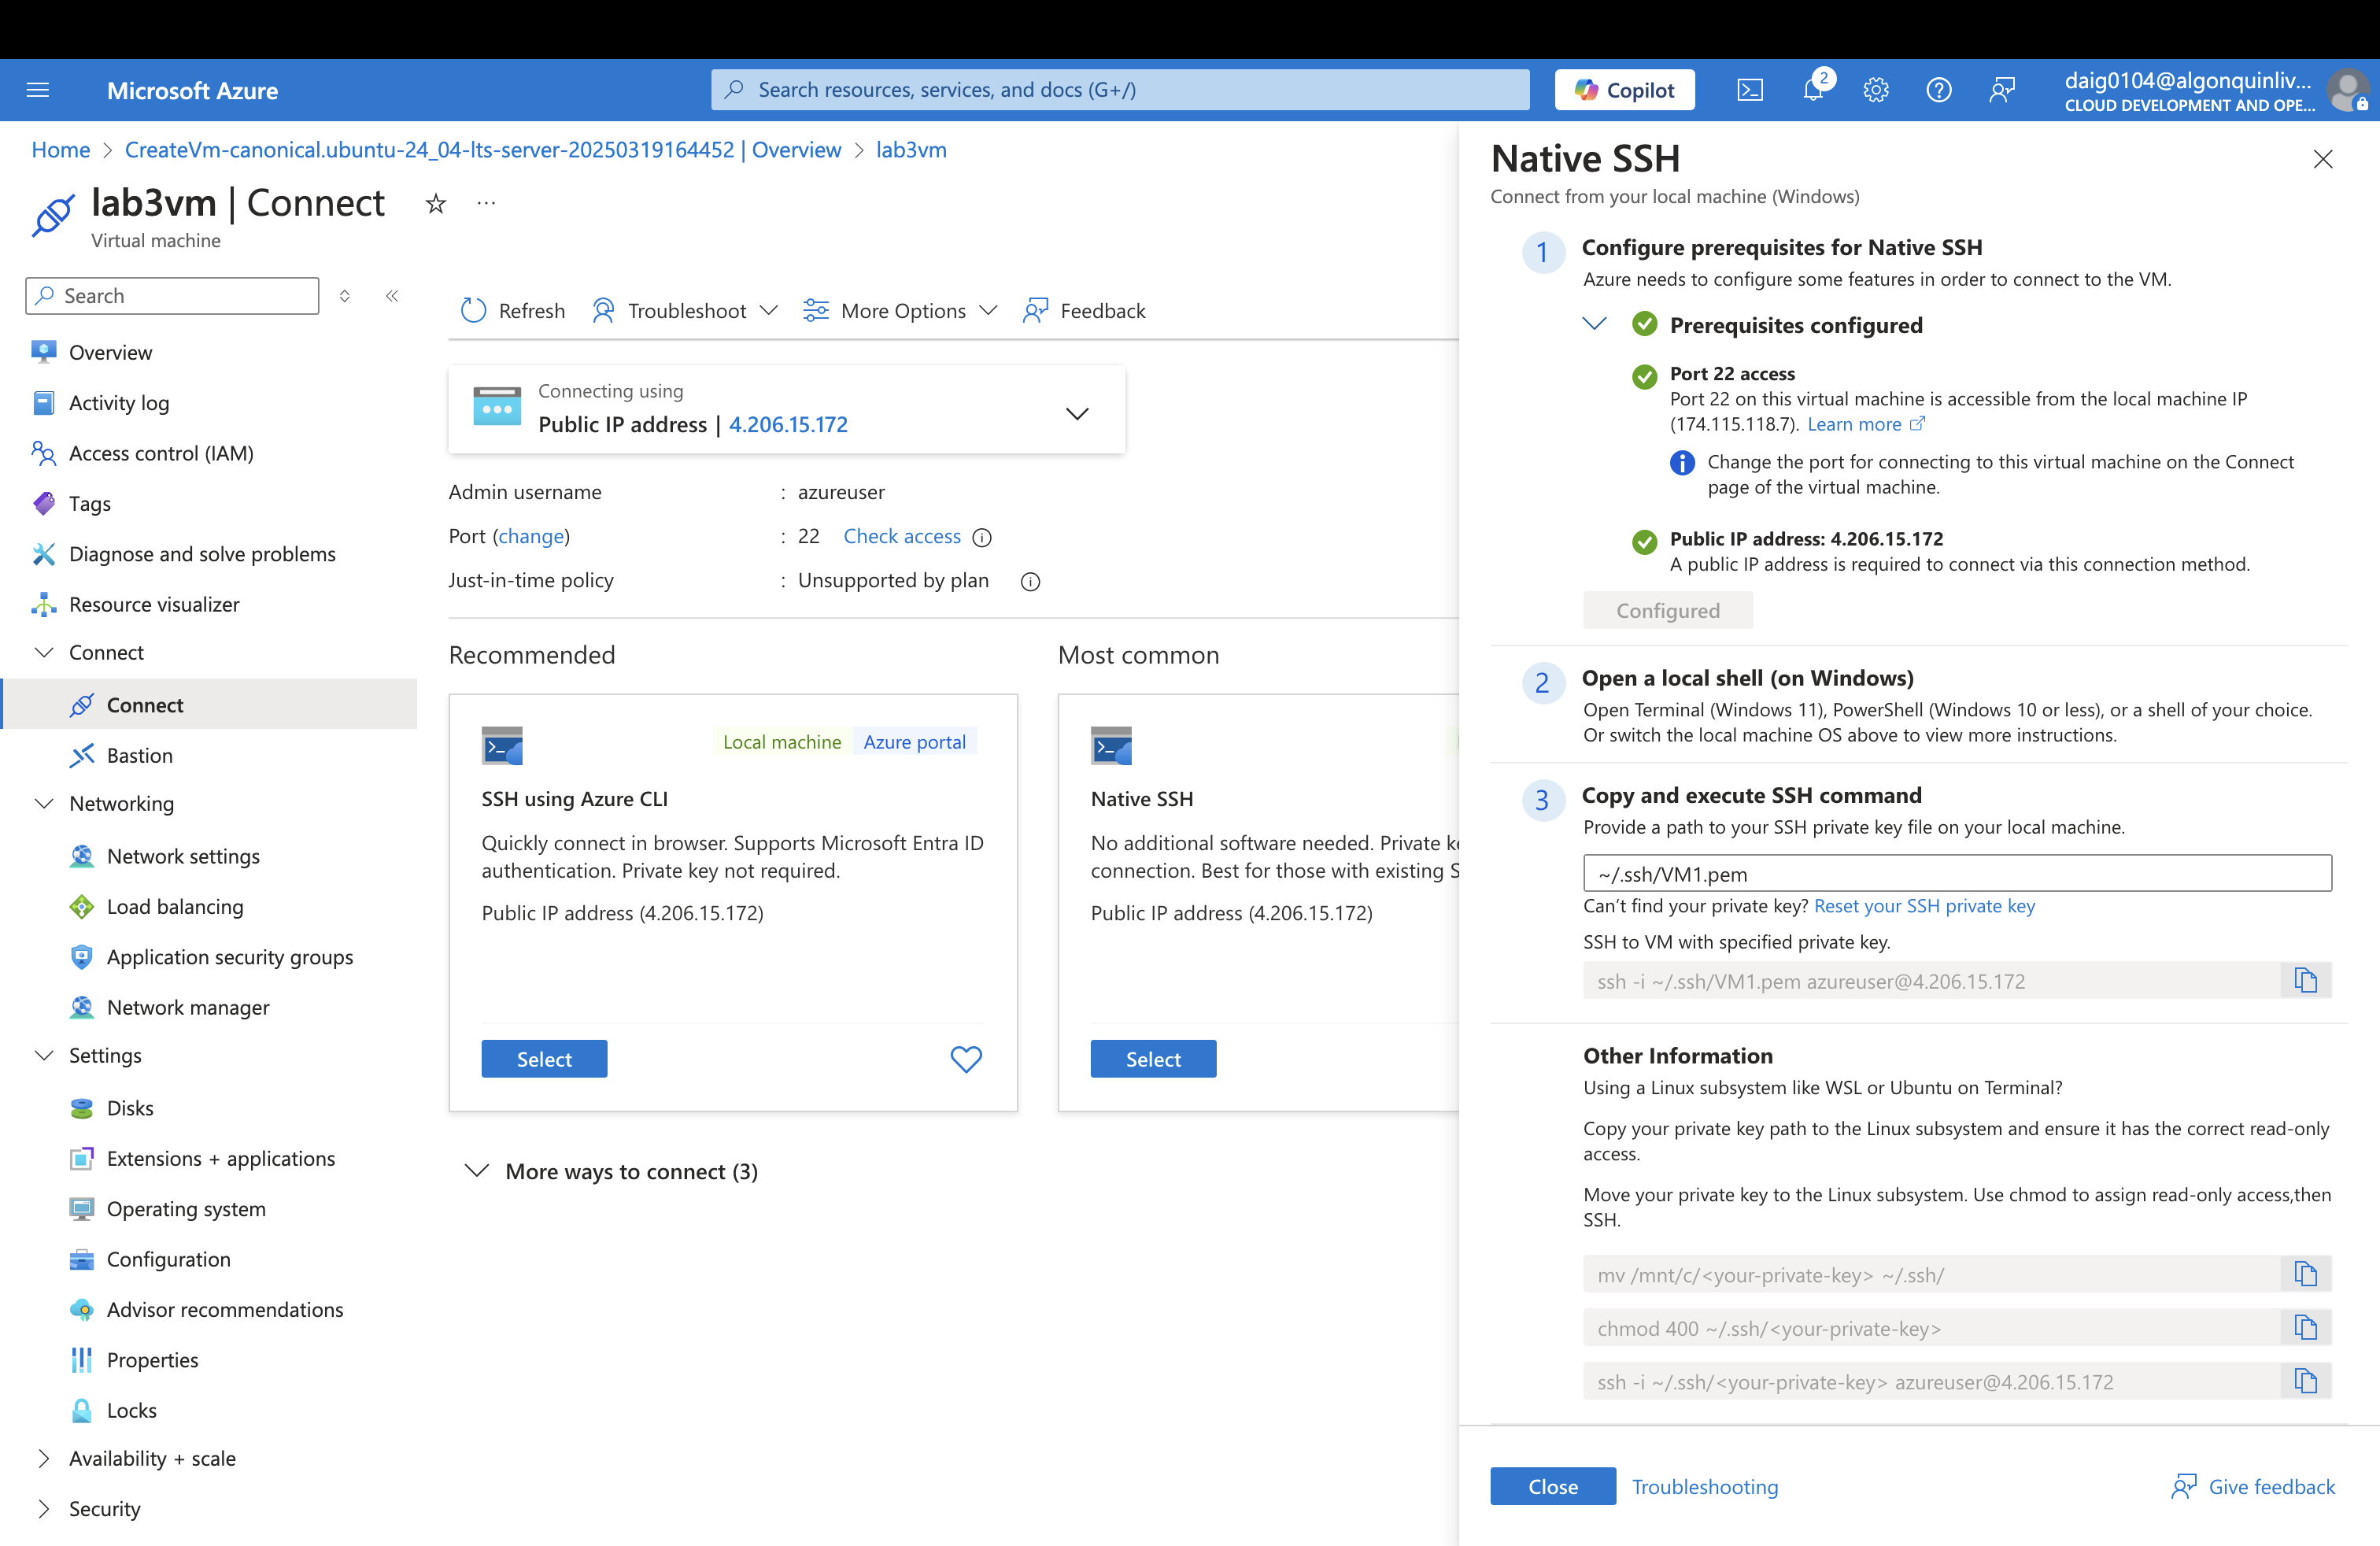 Microsoft Azure
Search resources, services, and docs (G+/)
Copilot
2
daig0104@algonquinliv...
CLOUD DEVELOPMENT AND OPE...
Home > CreateVm-canonical.ubuntu-24_04-lts-server-20250319164452 | Overview > lab3vm
lab3vm | Connect
Virtual machine
Search
Overview
Activity log
Access control (IAM)
Tags
Diagnose and solve problems
Resource visualizer
Connect
Connect
Bastion
Networking
Network settings
Load balancing
Application security groups
Network manager
Settings
Disks
Extensions + applications
Operating system
Configuration
Advisor recommendations
Properties
Locks
Availability + scale
Security
Refresh
Troubleshoot
More Options
Feedback
Connecting using
Public IP address | 4.206.15.172
Admin username : azureuser
Port (change) : 22 Check access
Just-in-time policy : Unsupported by plan
Recommended
Local machine
Azure portal
SSH using Azure CLI
Quickly connect in browser. Supports Microsoft Entra ID
authentication. Private key not required.
Public IP address (4.206.15.172)
Select
Most common
Native SSH
No additional software needed. Private
connection. Best for those with existing
Public IP address (4.206.15.172)
Select
More ways to connect (3)
Native SSH
Connect from your local machine (Windows)
1
Configure prerequisites for Native SSH
Azure needs to configure some features in order to connect to the VM.
Prerequisites configured
Port 22 access
Port 22 on this virtual machine is accessible from the local machine IP
(174.115.118.7). Learn more
Change the port for connecting to this virtual machine on the Connect
page of the virtual machine.
Public IP address: 4.206.15.172
A public IP address is required to connect via this connection method.
Configured
2
Open a local shell (on Windows)
Open Terminal (Windows 11), PowerShell (Windows 10 or less), or a shell of your choice.
Or switch the local machine OS above to view more instructions.
3
Copy and execute SSH command
Provide a path to your SSH private key file on your local machine.
~/.ssh/VM1.pem
Can't find your private key? Reset your SSH private key
SSH to VM with specified private key.
ssh -i ~/.ssh/VM1.pem azureuser@4.206.15.172
Other Information
Using a Linux subsystem like WSL or Ubuntu on Terminal?
Copy your private key path to the Linux subsystem and ensure it has the correct read-only
access.
Move your private key to the Linux subsystem. Use chmod to assign read-only access,then
SSH.
mv /mnt/c/<your-private-key> ~/.ssh/
chmod 400 ~/.ssh/<your-private-key>
ssh -i ~/.ssh/<your-private-key> azureuser@4.206.15.172
Close
Troubleshooting
Give feedback